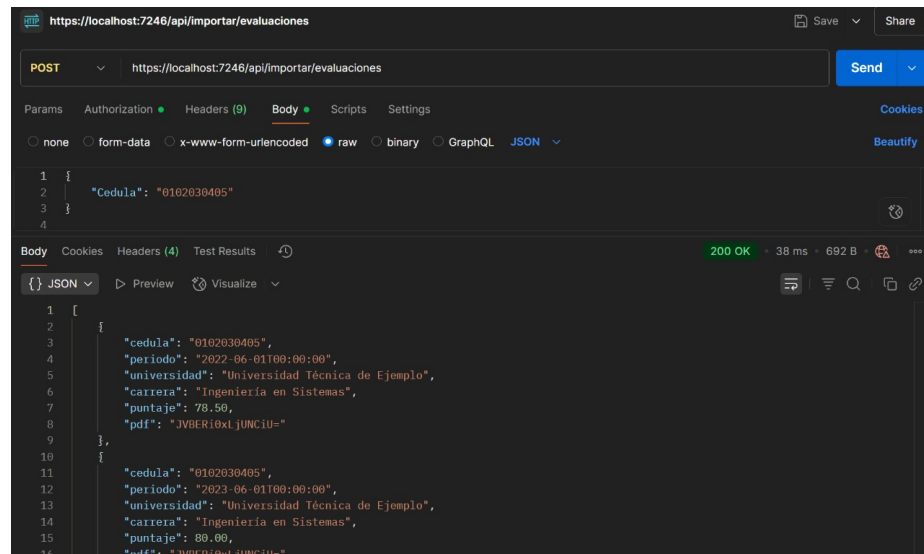 HTTP https://localhost:7246/api/importar/evaluaciones Save Share
POST https://localhost:7246/api/importar/evaluaciones Send
Params Authorization Headers (9) Body Scripts Settings Cookies
none form-data x-www-form-urlencoded raw binary GraphQL JSON Beautify
1 {
2 "Cedula": "0102030405"
3 }
4
Body Cookies Headers (4) Test Results 200 OK 38 ms 692 B
{} JSON Preview Visualize
1 [
2 {
3 "cedula": "0102030405",
4 "periodo": "2022-06-01T00:00:00",
5 "universidad": "Universidad Técnica de Ejemplo",
6 "carrera": "Ingeniería en Sistemas",
7 "puntaje": 78.50,
8 "pdf": "JVBERi0xLjUNCiU="
9 },
10 {
11 "cedula": "0102030405",
12 "periodo": "2023-06-01T00:00:00",
13 "universidad": "Universidad Técnica de Ejemplo",
14 "carrera": "Ingeniería en Sistemas",
15 "puntaje": 80.00,
16 "pdf": "JVBERi0xLjUNCiU="